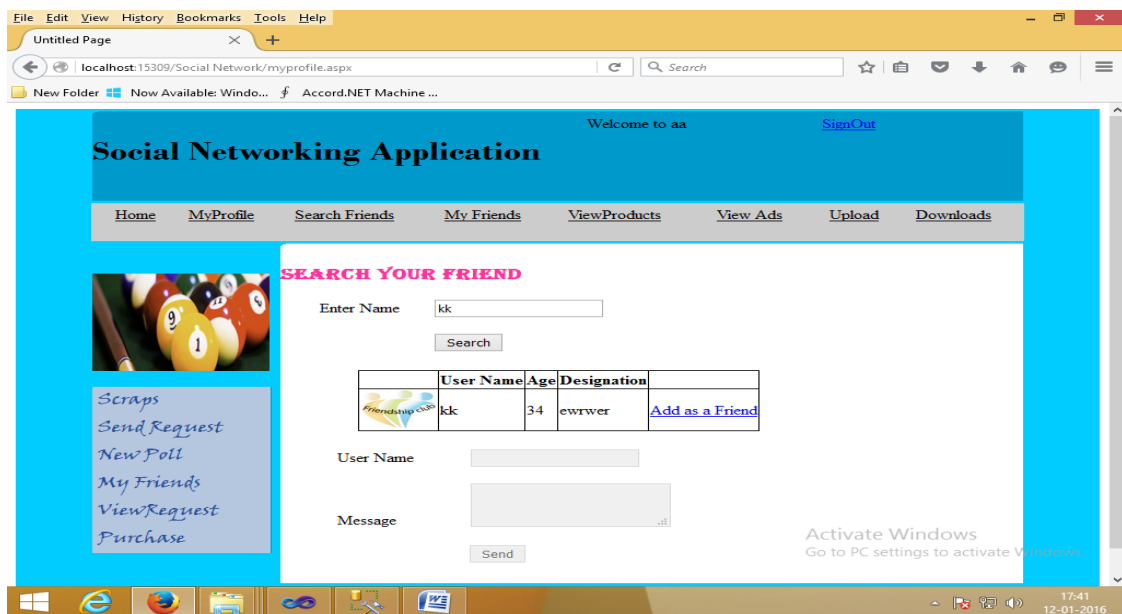 File Edit View History Bookmarks Tools Help
Untitled Page
localhost:15309/Social Network/myprofile.aspx Search
New Folder Now Available: Windo... Accord.NET Machine ...
Welcome to aa SignOut
Social Networking Application
Home MyProfile Search Friends My Friends ViewProducts View Ads Upload Downloads
SEARCH YOUR FRIEND
Enter Name kk
Search
User Name Age Designation
Friendship club kk 34 ewrwer Add as a Friend
User Name
Message
Send
9
1
Scraps
Send Request
New Poll
My Friends
ViewRequest
Purchase
Activate Windows
Go to PC settings to activate Windows
17:41
12-01-2016